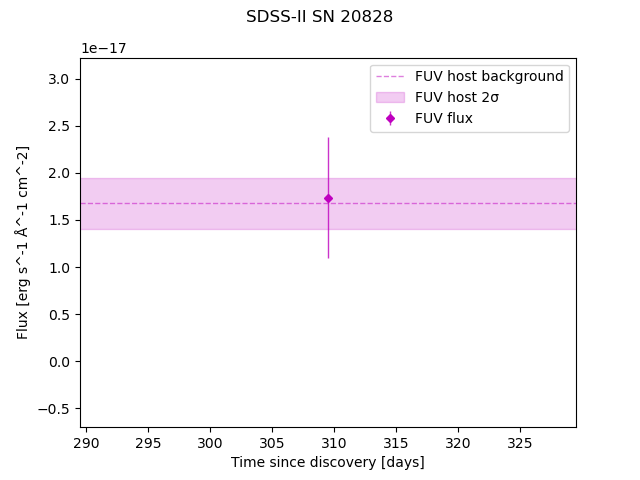 SDSS-II SN 20828
1e−17
FUV host background
FUV host 2σ
FUV flux
3.0
2.5
2.0
1.5
1.0
0.5
0.0
−0.5
Flux [erg s^-1 Å^-1 cm^-2]
290 295 300 305 310 315 320 325
Time since discovery [days]